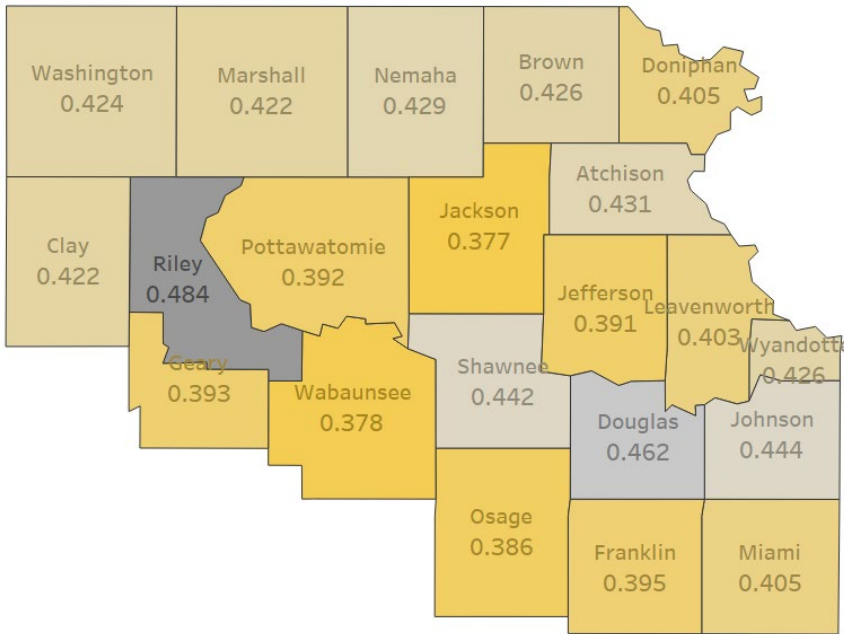 Washington
0.424
Marshall
0.422
Nemaha
0.429
Brown
0.426
Doniphan
0.405
Clay
0.422
Riley
0.484
Pottawatomie
0.392
Jackson
0.377
Atchison
0.431
Jefferson
0.391
Leavenworth
0.403
Wyandott
0.426
Geary
0.393
Wabaunsee
0.378
Shawnee
0.442
Douglas
0.462
Johnson
0.444
Osage
0.386
Franklin
0.395
Miami
0.405